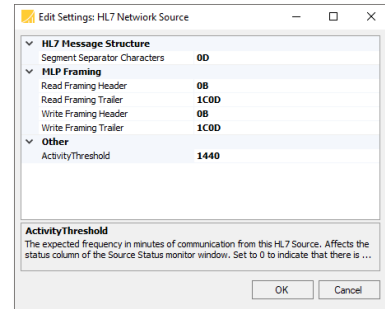 Edit Settings: HL7 Network Source
HL7 Message Structure
Segment Separator Characters 0D
MLP Framing
Read Framing Header 0B
Read Framing Trailer 1C0D
Write Framing Header 0B
Write Framing Trailer 1C0D
Other
ActivityThreshold 1440
ActivityThreshold
The expected frequency in minutes of communication from this HL7 Source. Affects the
status column of the Source Status monitor window. Set to 0 to indicate that there is ...
OK Cancel